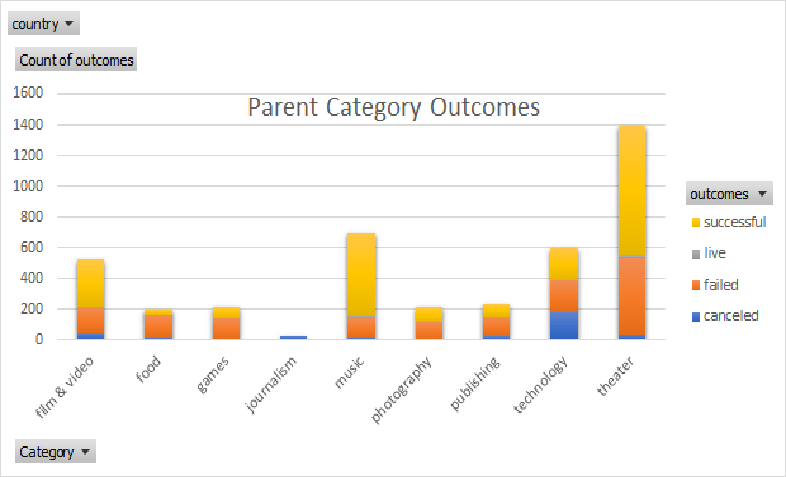 country
Count of outcomes
Parent Category Outcomes
1600
1400
1200
1000
800
600
400
200
0
film & video
food
games
journalism
music
photography
publishing
technology
theater
outcomes
successful
live
failed
canceled
Category